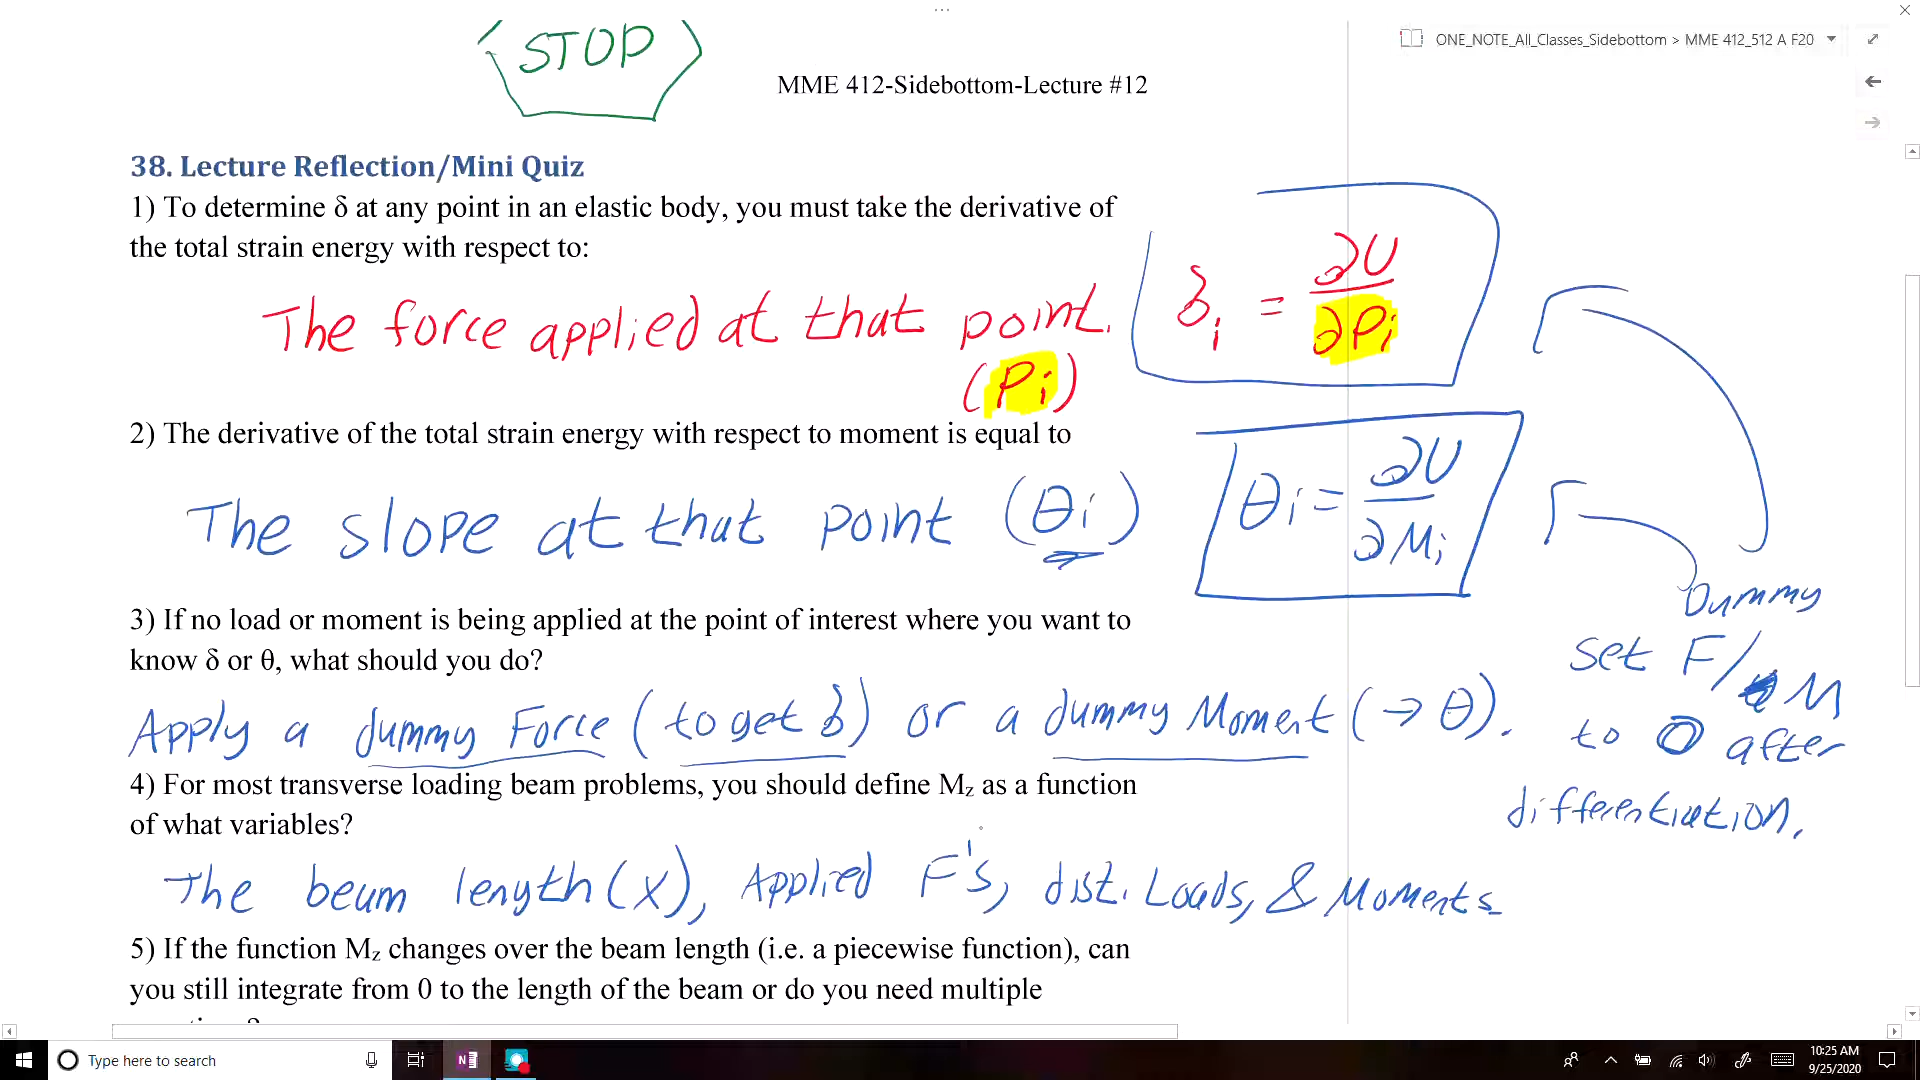 ...
STOP
ONE_NOTE_All_Classes_Sidebottom > MME 412_512 A F20
MME 412-Sidebottom-Lecture #12
38. Lecture Reflection/Mini Quiz
1) To determine δ at any point in an elastic body, you must take the derivative of
the total strain energy with respect to:
The force applied at that point.
(Pi)
δi = ∂U/∂Pi
2) The derivative of the total strain energy with respect to moment is equal to
The slope at that point (θi)
θi = ∂U/∂Mi
3) If no load or moment is being applied at the point of interest where you want to
know δ or θ, what should you do?
Apply a dummy Force (to get δ) or a dummy Moment (→ θ).
Dummy
set F/M
to 0 after
differentiation.
4) For most transverse loading beam problems, you should define Mz as a function
of what variables?
The beam length (x), Applied F's, dist. Loads, & Moments
5) If the function Mz changes over the beam length (i.e. a piecewise function), can
you still integrate from 0 to the length of the beam or do you need multiple
Type here to search
10:25 AM
9/25/2020